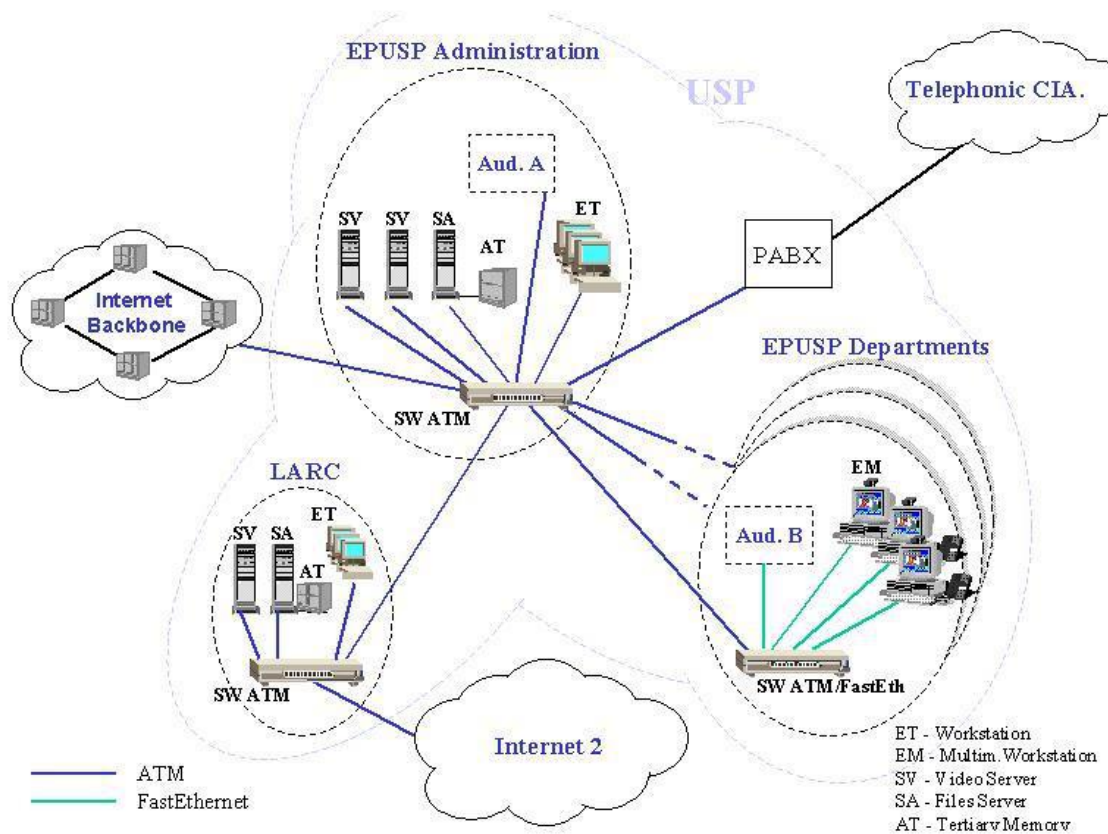 EPUSP Administration
USP
Telephonic CIA.
Aud. A
SV
SV
SA
ET
AT
PABX
Internet
Backbone
EPUSP Departments
SW ATM
LARC
EM
SV
SA
ET
AT
Aud. B
SW ATM
SW ATM/FastEth
Internet 2
ATM
FastEthernet
ET - Workstation
EM - Multim. Workstation
SV - Video Server
SA - Files Server
AT - Tertiary Memory